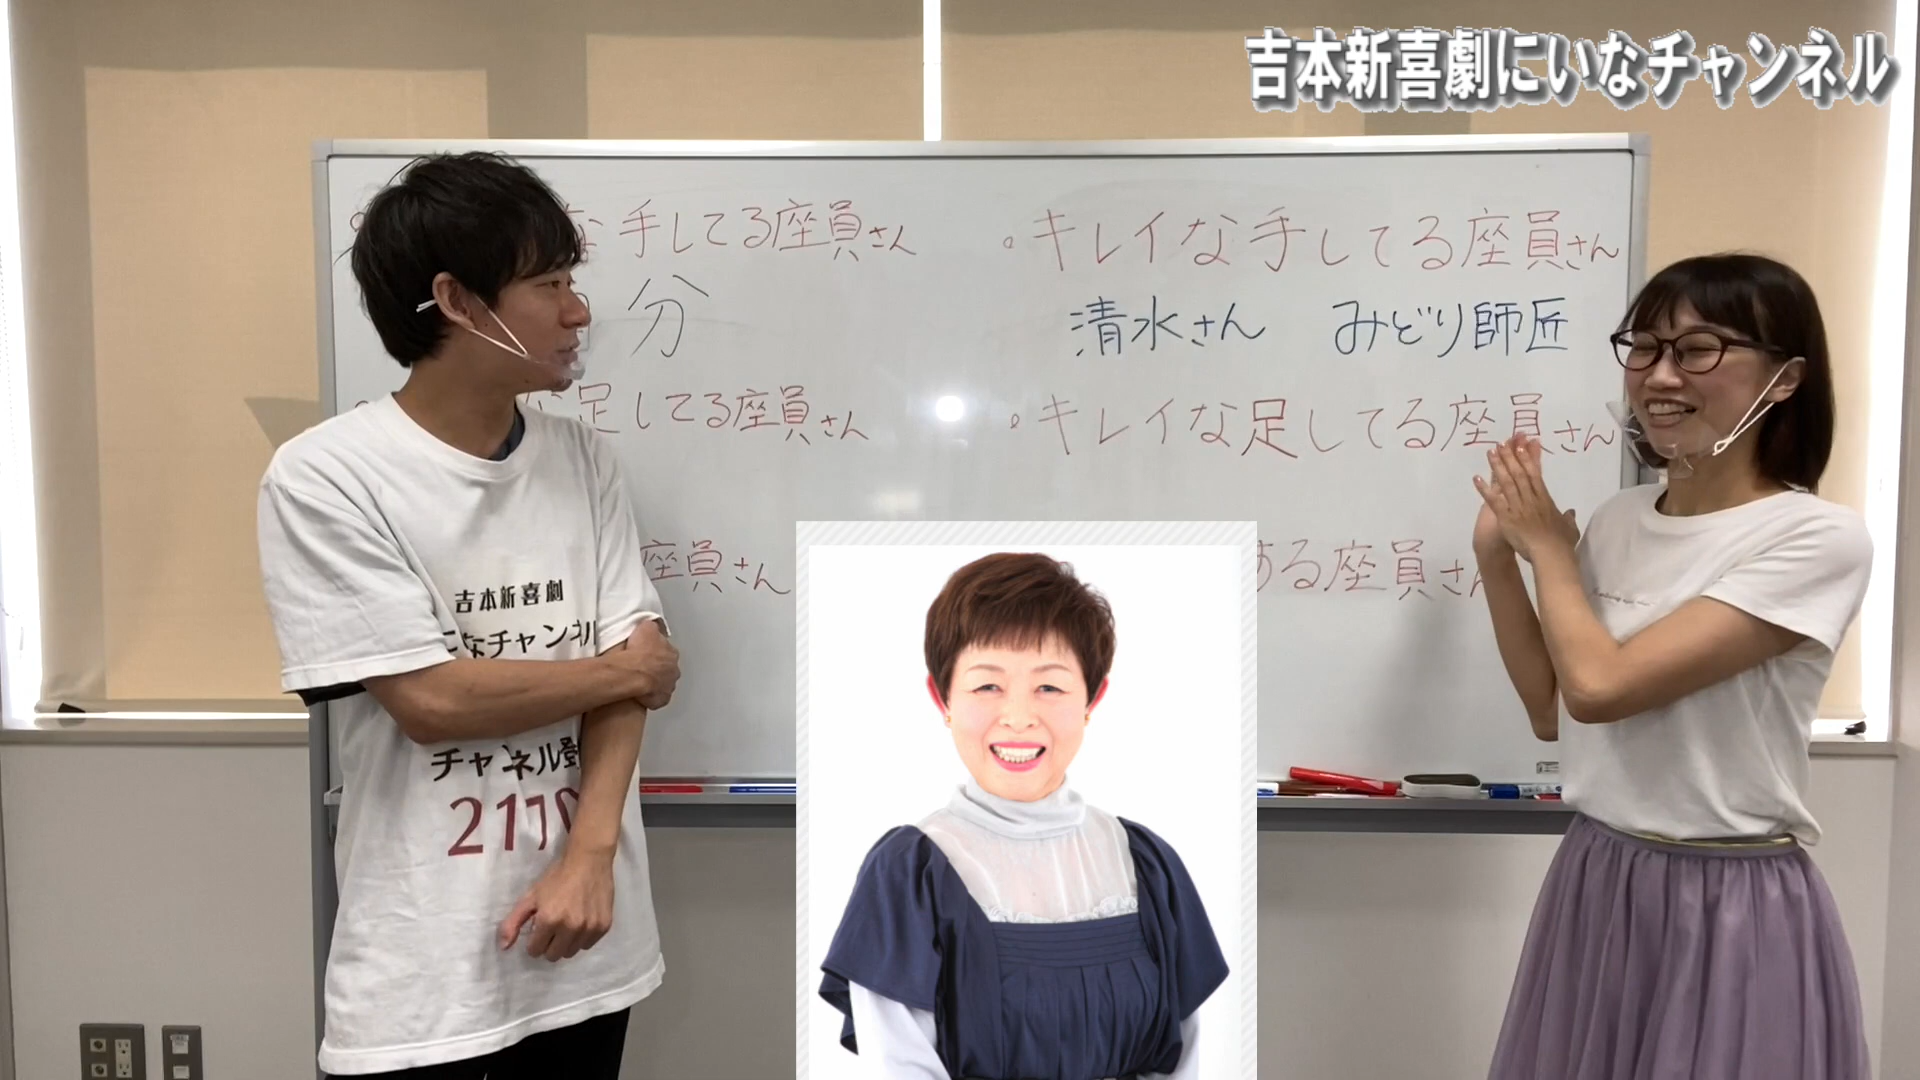 吉本新喜劇にいなチャンネル
な手してる座員さん
分
足してる座員さん
座員さん
。キレイな手してる座員さん
清水さん みどり師匠
。キレイな足してる座員さん
ある座員さん
吉本新喜劇
なチャンネル
チャンネル登